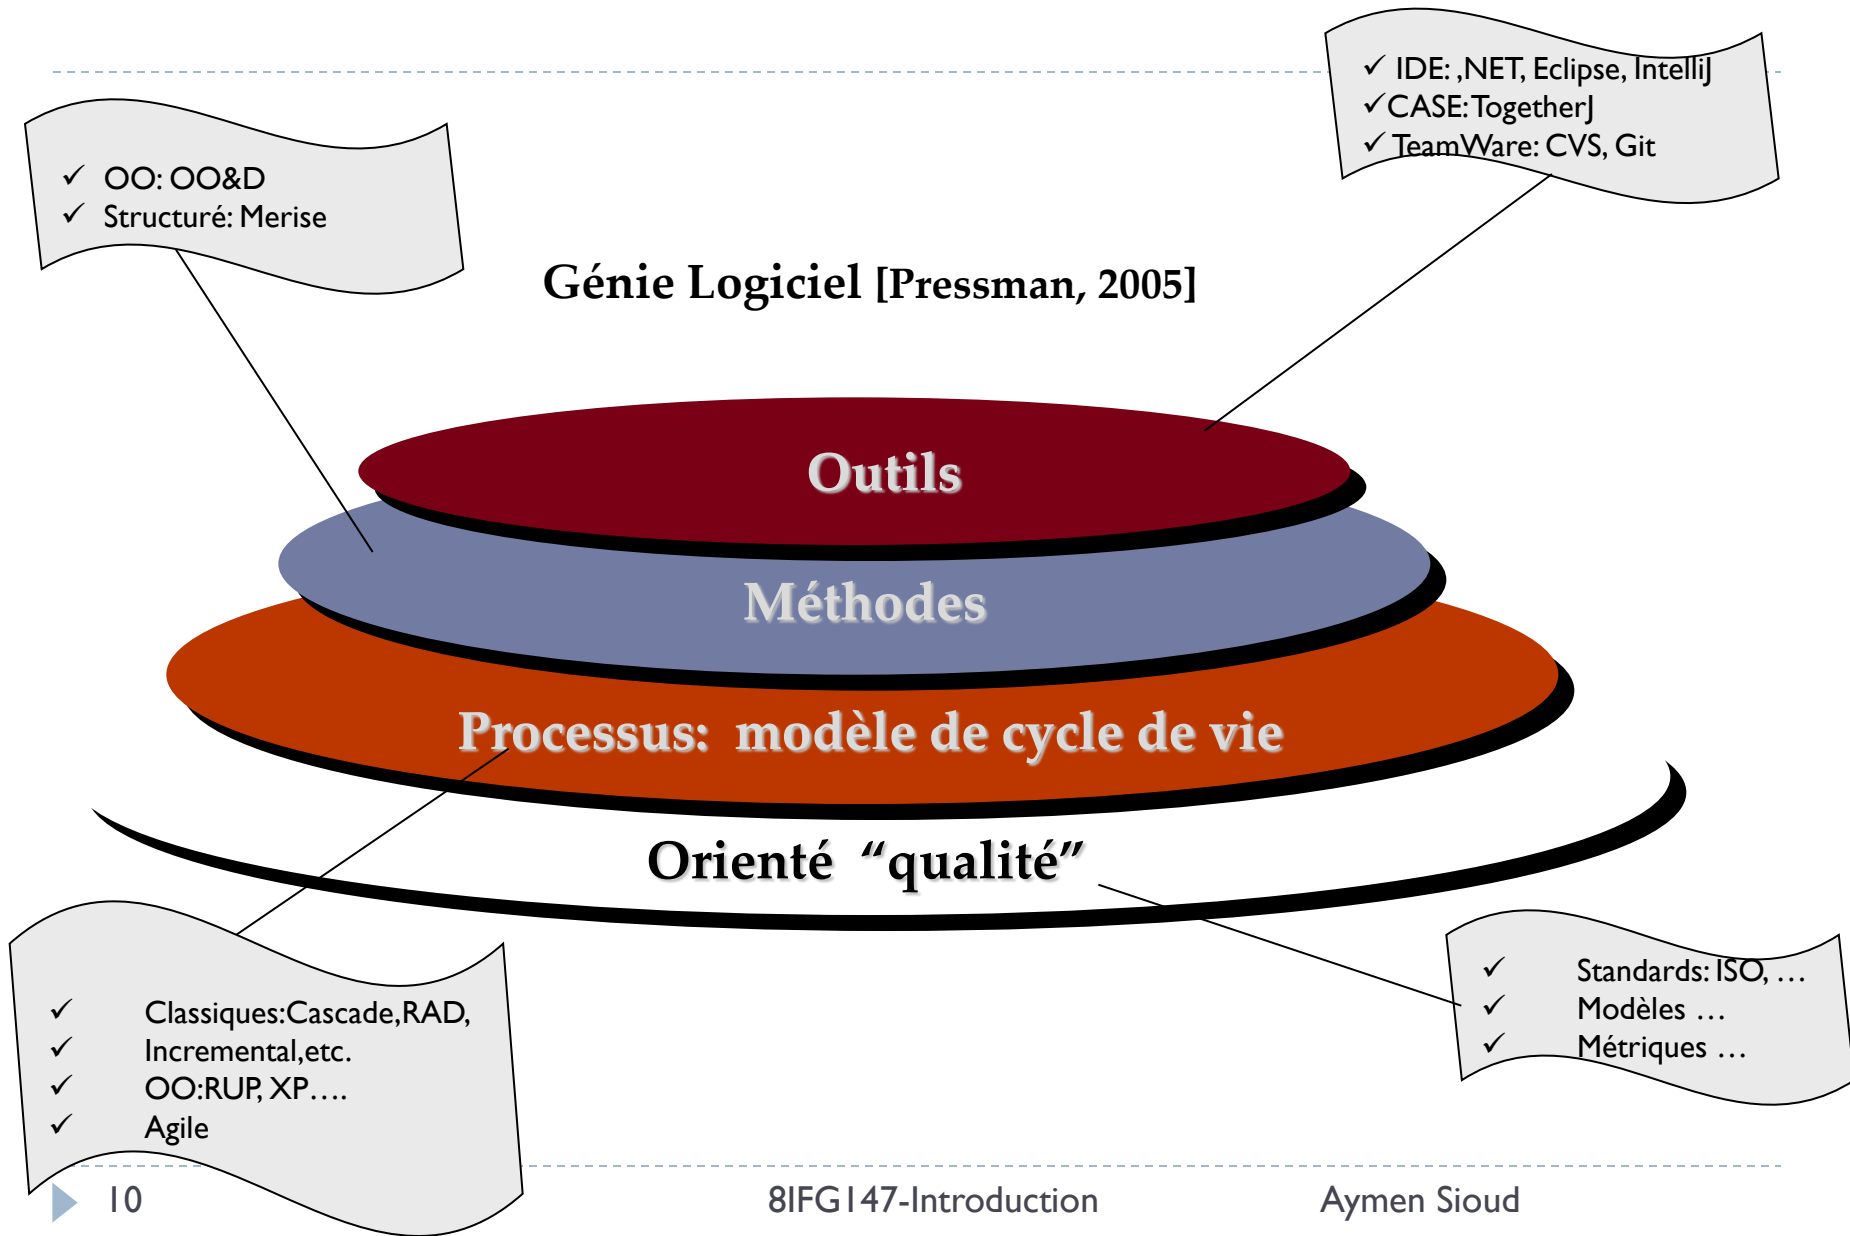 ✓ IDE: ,NET, Eclipse, IntelliJ
✓ CASE: TogetherJ
✓ TeamWare: CVS, Git
✓ OO: OO&D
✓ Structuré: Merise
Génie Logiciel [Pressman, 2005]
Outils
Méthodes
Processus: modèle de cycle de vie
Orienté “qualité”
✓ Classiques:Cascade,RAD,
✓ Incremental,etc.
✓ OO:RUP, XP….
✓ Agile
✓ Standards: ISO, …
✓ Modèles …
✓ Métriques …
10 8IFG147-Introduction Aymen Sioud